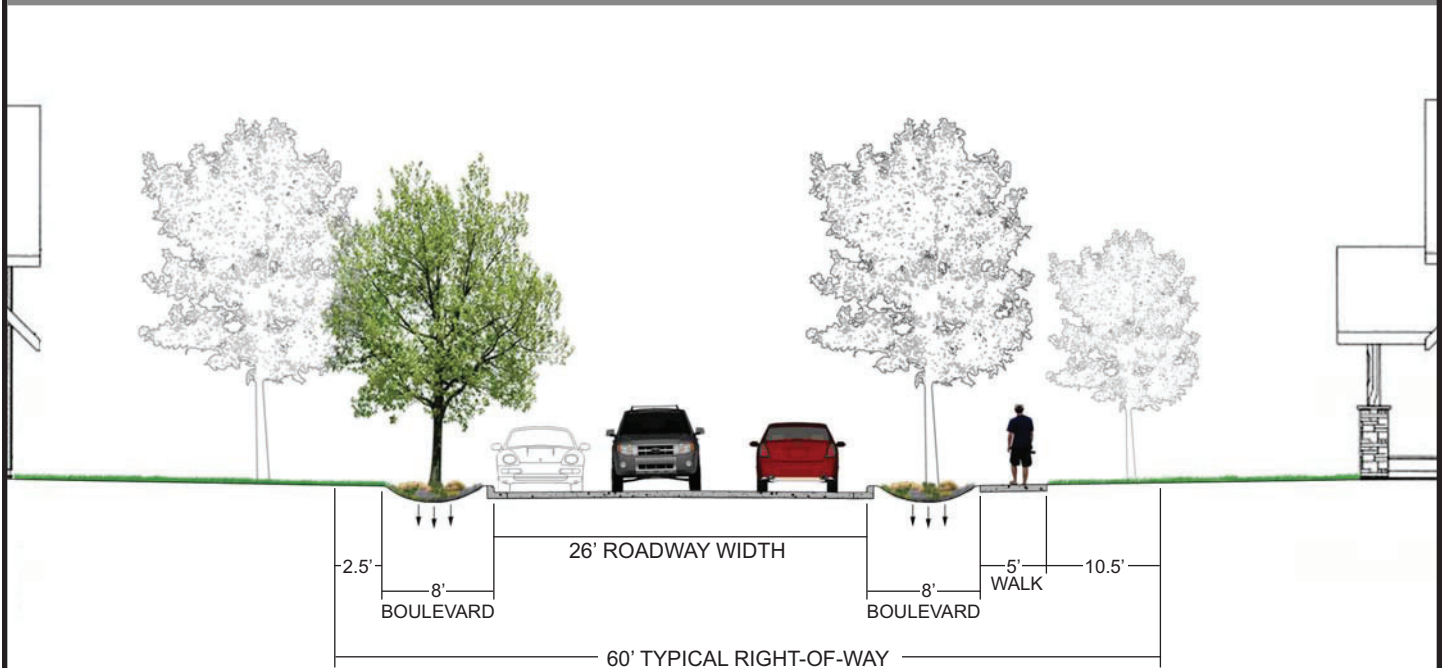 26’ ROADWAY WIDTH
2.5’
5’
WALK
10.5’
8’
BOULEVARD
8’
BOULEVARD
60’ TYPICAL RIGHT-OF-WAY